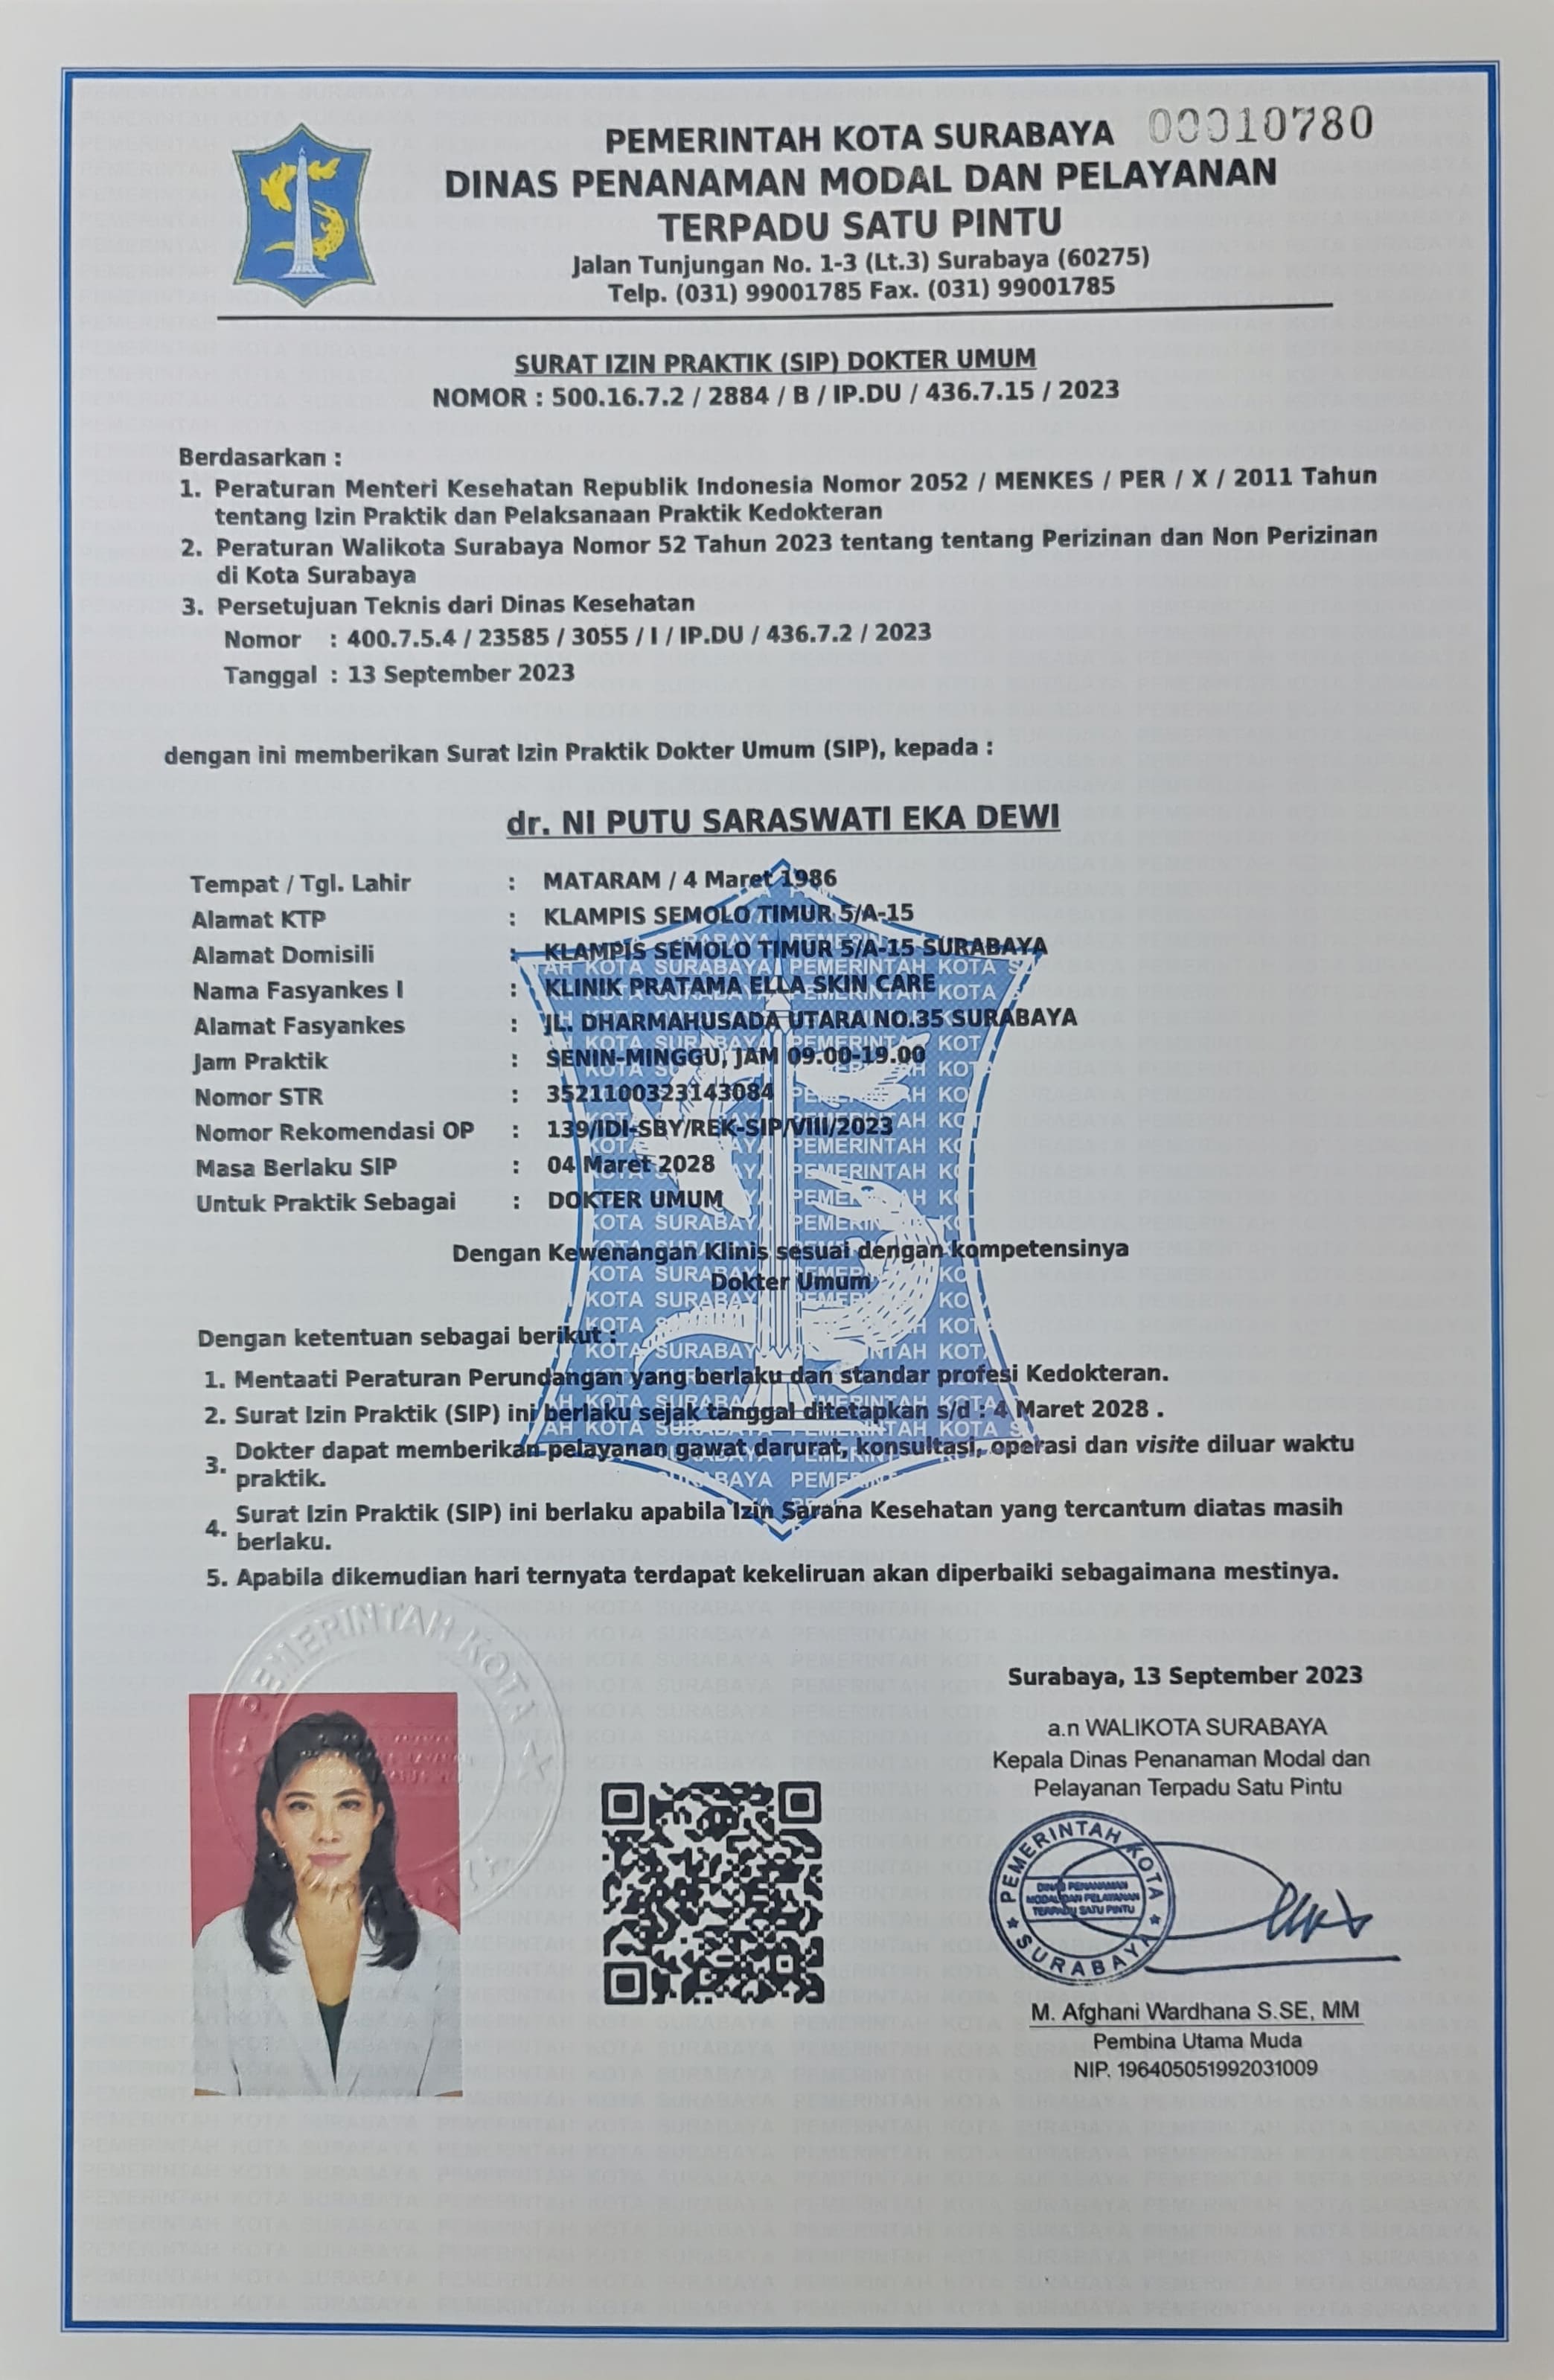 PEMERINTAH KOTA SURABAYA 00010780
DINAS PENANAMAN MODAL DAN PELAYANAN
TERPADU SATU PINTU
Jalan Tunjungan No. 1-3 (Lt.3) Surabaya (60275)
Telp. (031) 99001785 Fax. (031) 99001785
SURAT IZIN PRAKTIK (SIP) DOKTER UMUM
NOMOR : 500.16.7.2 / 2884 / B / IP.DU / 436.7.15 / 2023
Berdasarkan :
1. Peraturan Menteri Kesehatan Republik Indonesia Nomor 2052 / MENKES / PER / X / 2011 Tahun
tentang Izin Praktik dan Pelaksanaan Praktik Kedokteran
2. Peraturan Walikota Surabaya Nomor 52 Tahun 2023 tentang tentang Perizinan dan Non Perizinan
di Kota Surabaya
3. Persetujuan Teknis dari Dinas Kesehatan
Nomor : 400.7.5.4 / 23585 / 3055 / I / IP.DU / 436.7.2 / 2023
Tanggal : 13 September 2023
dengan ini memberikan Surat Izin Praktik Dokter Umum (SIP), kepada :
dr. NI PUTU SARASWATI EKA DEWI
Tempat / Tgl. Lahir : MATARAM / 4 Maret 1986
Alamat KTP : KLAMPIS SEMOLO TIMUR 5/A-15
Alamat Domisili : KLAMPIS SEMOLO TIMUR 5/A-15 SURABAYA
Nama Fasyankes I : KLINIK PRATAMA ELLA SKIN CARE
Alamat Fasyankes : JL. DHARMAHUSADA UTARA NO.35 SURABAYA
Jam Praktik : SENIN-MINGGU, JAM 09.00-19.00
Nomor STR : 3521100323143084
Nomor Rekomendasi OP : 139/IDI-SBY/REK-SIP/VIII/2023
Masa Berlaku SIP : 04 Maret 2028
Untuk Praktik Sebagai : DOKTER UMUM
Dengan Kewenangan Klinis sesuai dengan kompetensinya
Dokter Umum
Dengan ketentuan sebagai berikut :
1. Mentaati Peraturan Perundangan yang berlaku dan standar profesi Kedokteran.
2. Surat Izin Praktik (SIP) ini berlaku sejak tanggal ditetapkan s/d : 4 Maret 2028 .
3. Dokter dapat memberikan pelayanan gawat darurat, konsultasi, operasi dan visite diluar waktu
praktik.
4. Surat Izin Praktik (SIP) ini berlaku apabila Izin Sarana Kesehatan yang tercantum diatas masih
berlaku.
5. Apabila dikemudian hari ternyata terdapat kekeliruan akan diperbaiki sebagaimana mestinya.
PEMERINTAH KOTA
Surabaya, 13 September 2023
a.n WALIKOTA SURABAYA
Kepala Dinas Penanaman Modal dan
Pelayanan Terpadu Satu Pintu
PEMERINTAH KOTA
DINAS PENANAMAN
MODAL DAN PELAYANAN
TERPADU SATU PINTU
SURABAYA
M. Afghani Wardhana S.SE, MM
Pembina Utama Muda
NIP. 196405051992031009